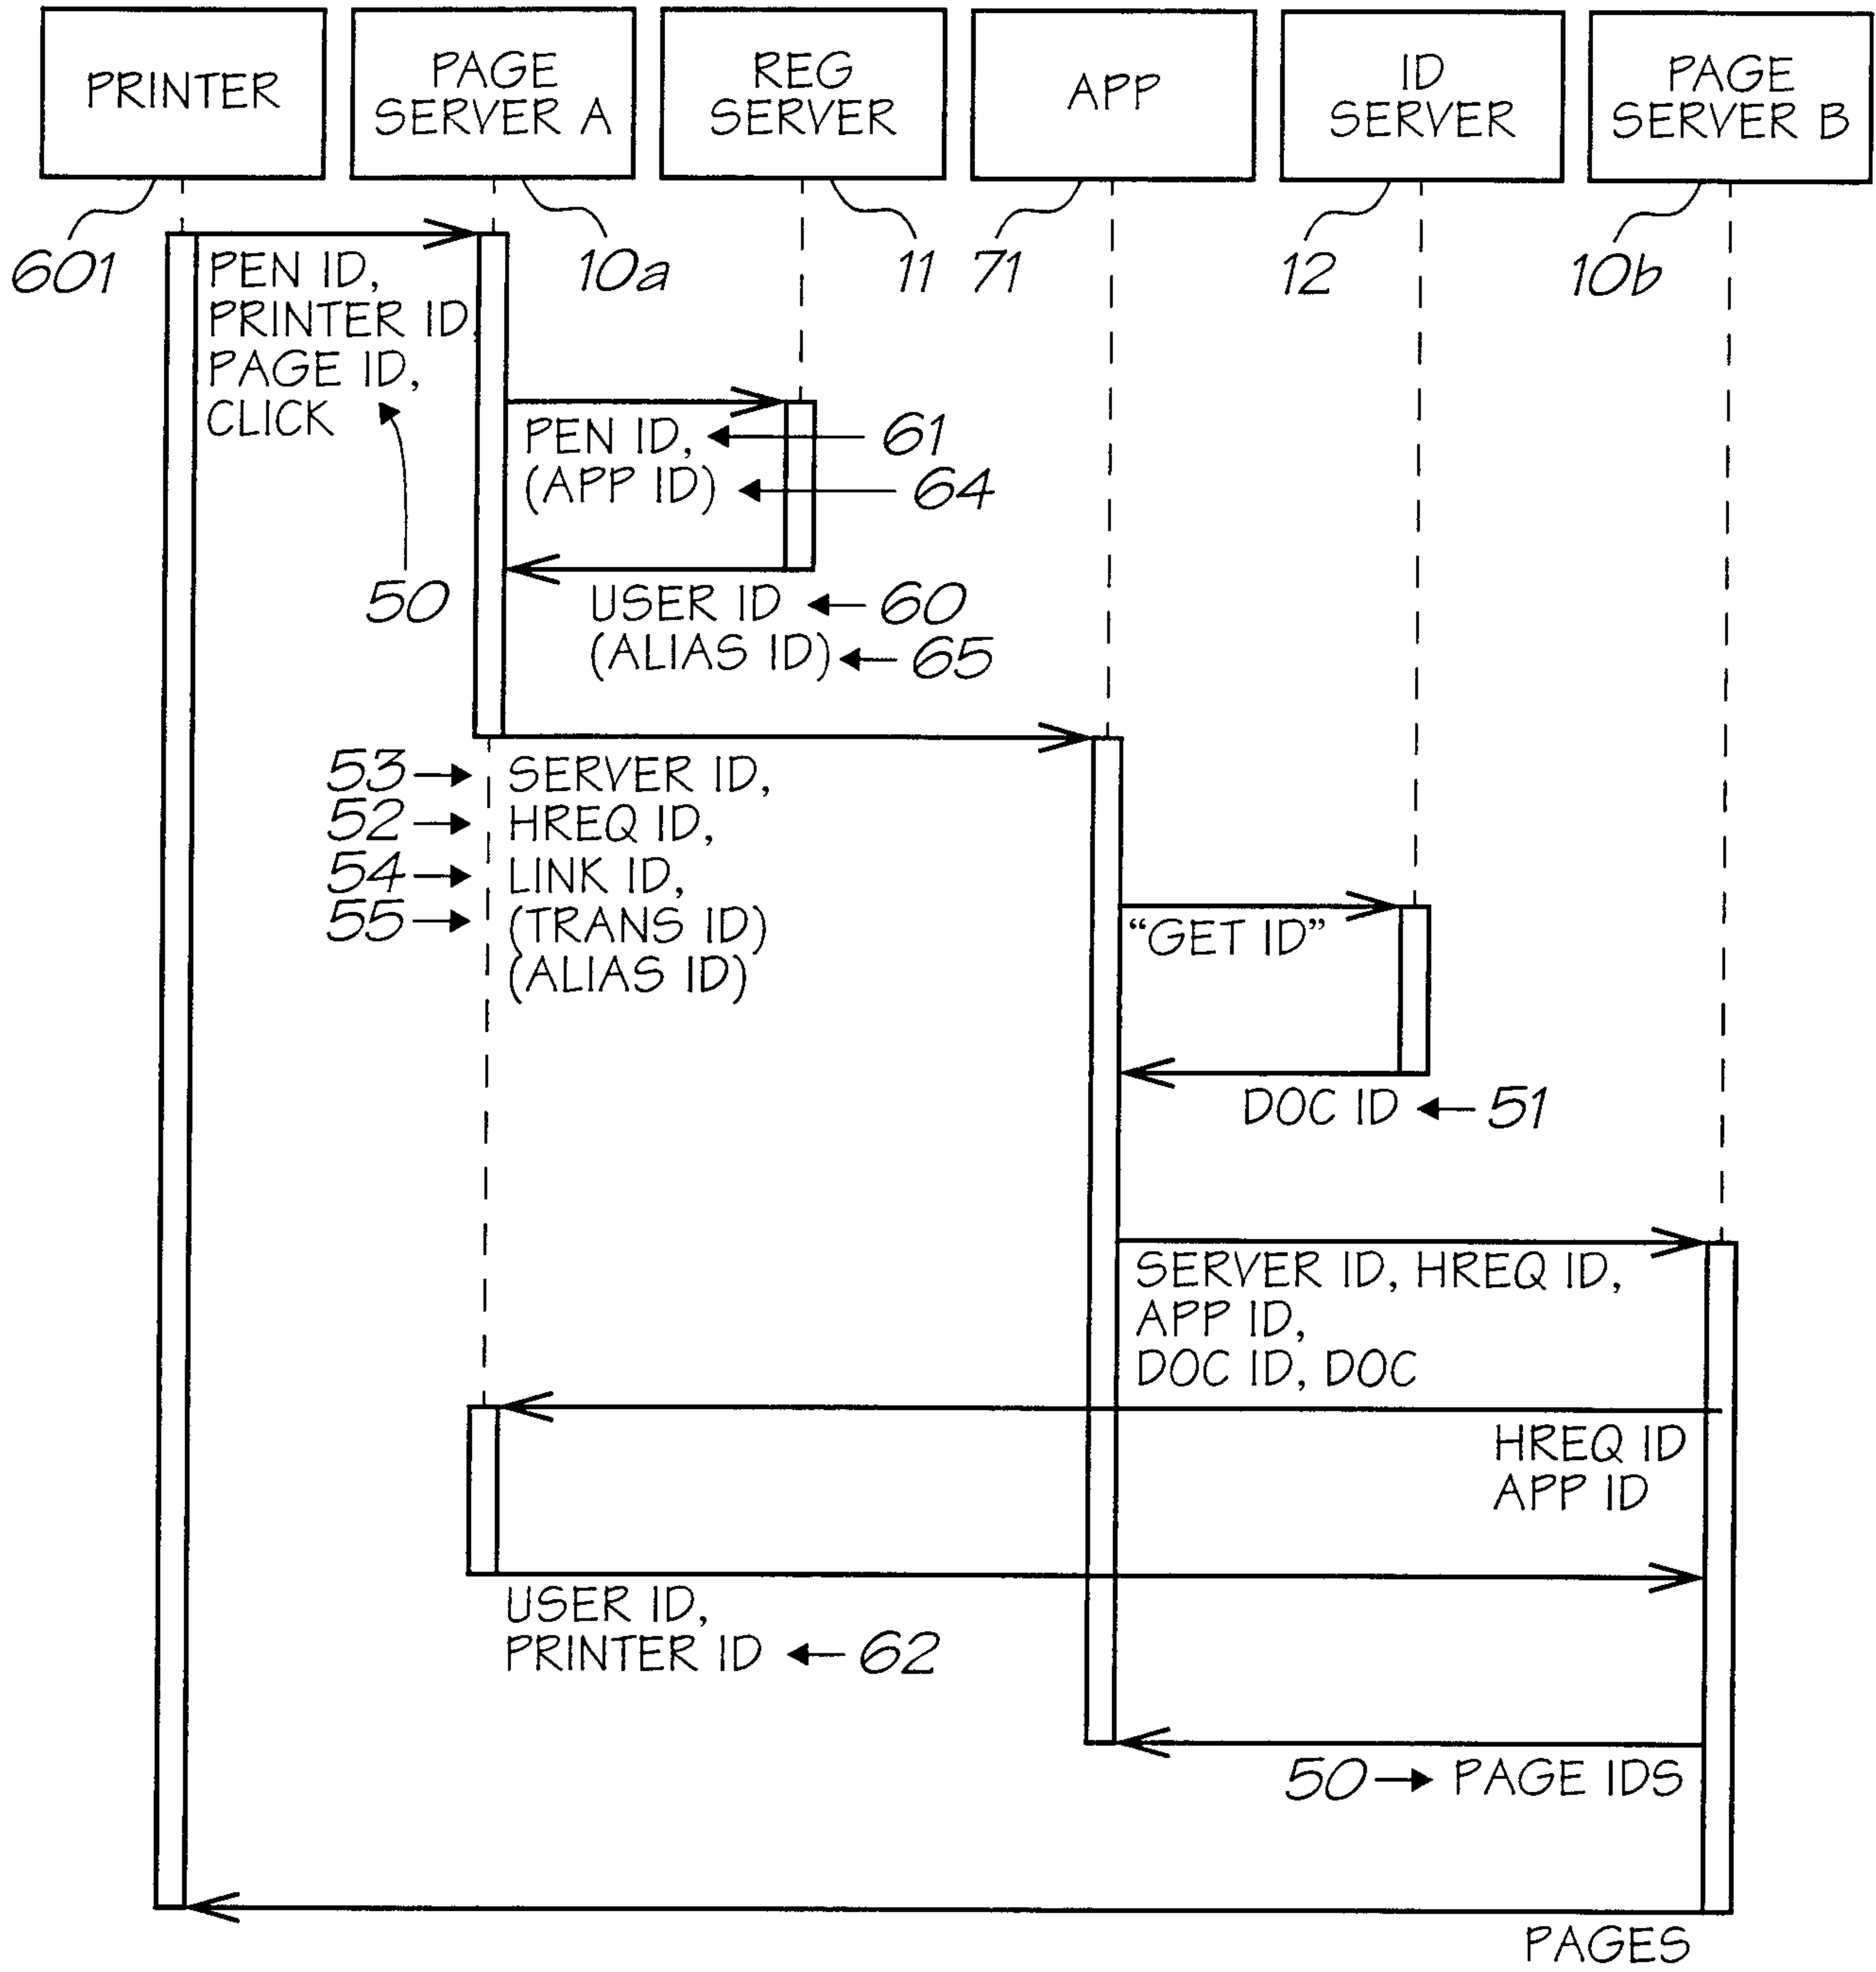 PRINTER
PAGE
SERVER A
REG
SERVER
APP
ID
SERVER
PAGE
SERVER B
601
10a
11
71
12
10b
PEN ID,
PRINTER ID
PAGE ID,
CLICK
50
PEN ID,
61
(APP ID)
64
USER ID
60
(ALIAS ID)
65
53
SERVER ID,
52
HREQ ID,
54
LINK ID,
55
(TRANS ID)
(ALIAS ID)
“GET ID”
DOC ID
51
SERVER ID, HREQ ID,
APP ID,
DOC ID, DOC
HREQ ID
APP ID
USER ID,
PRINTER ID
62
50
PAGE IDS
PAGES